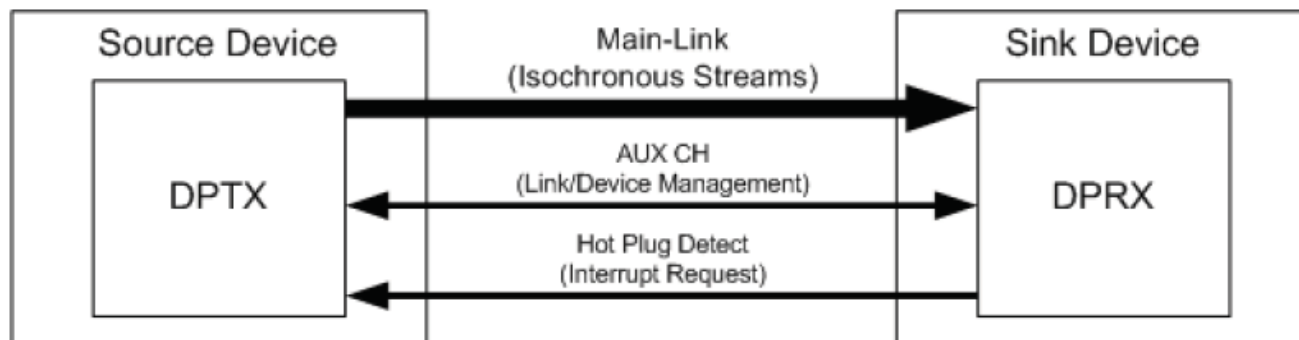 Source Device
Main-Link
(Isochronous Streams)
Sink Device
DPTX
AUX CH
(Link/Device Management)
DPRX
Hot Plug Detect
(Interrupt Request)